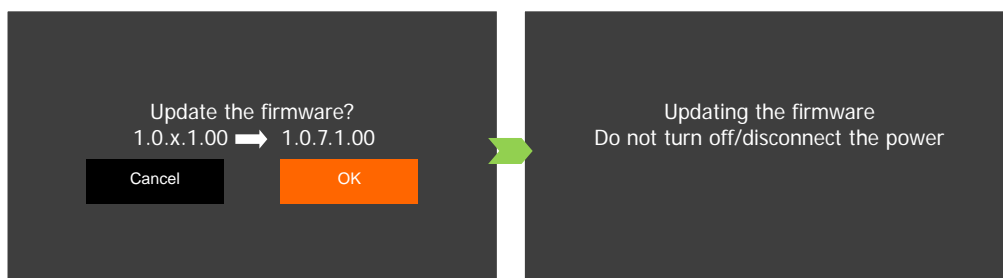 Update the firmware?
1.0.x.1.00 ➡ 1.0.7.1.00
Cancel
OK
Updating the firmware
Do not turn off/disconnect the power